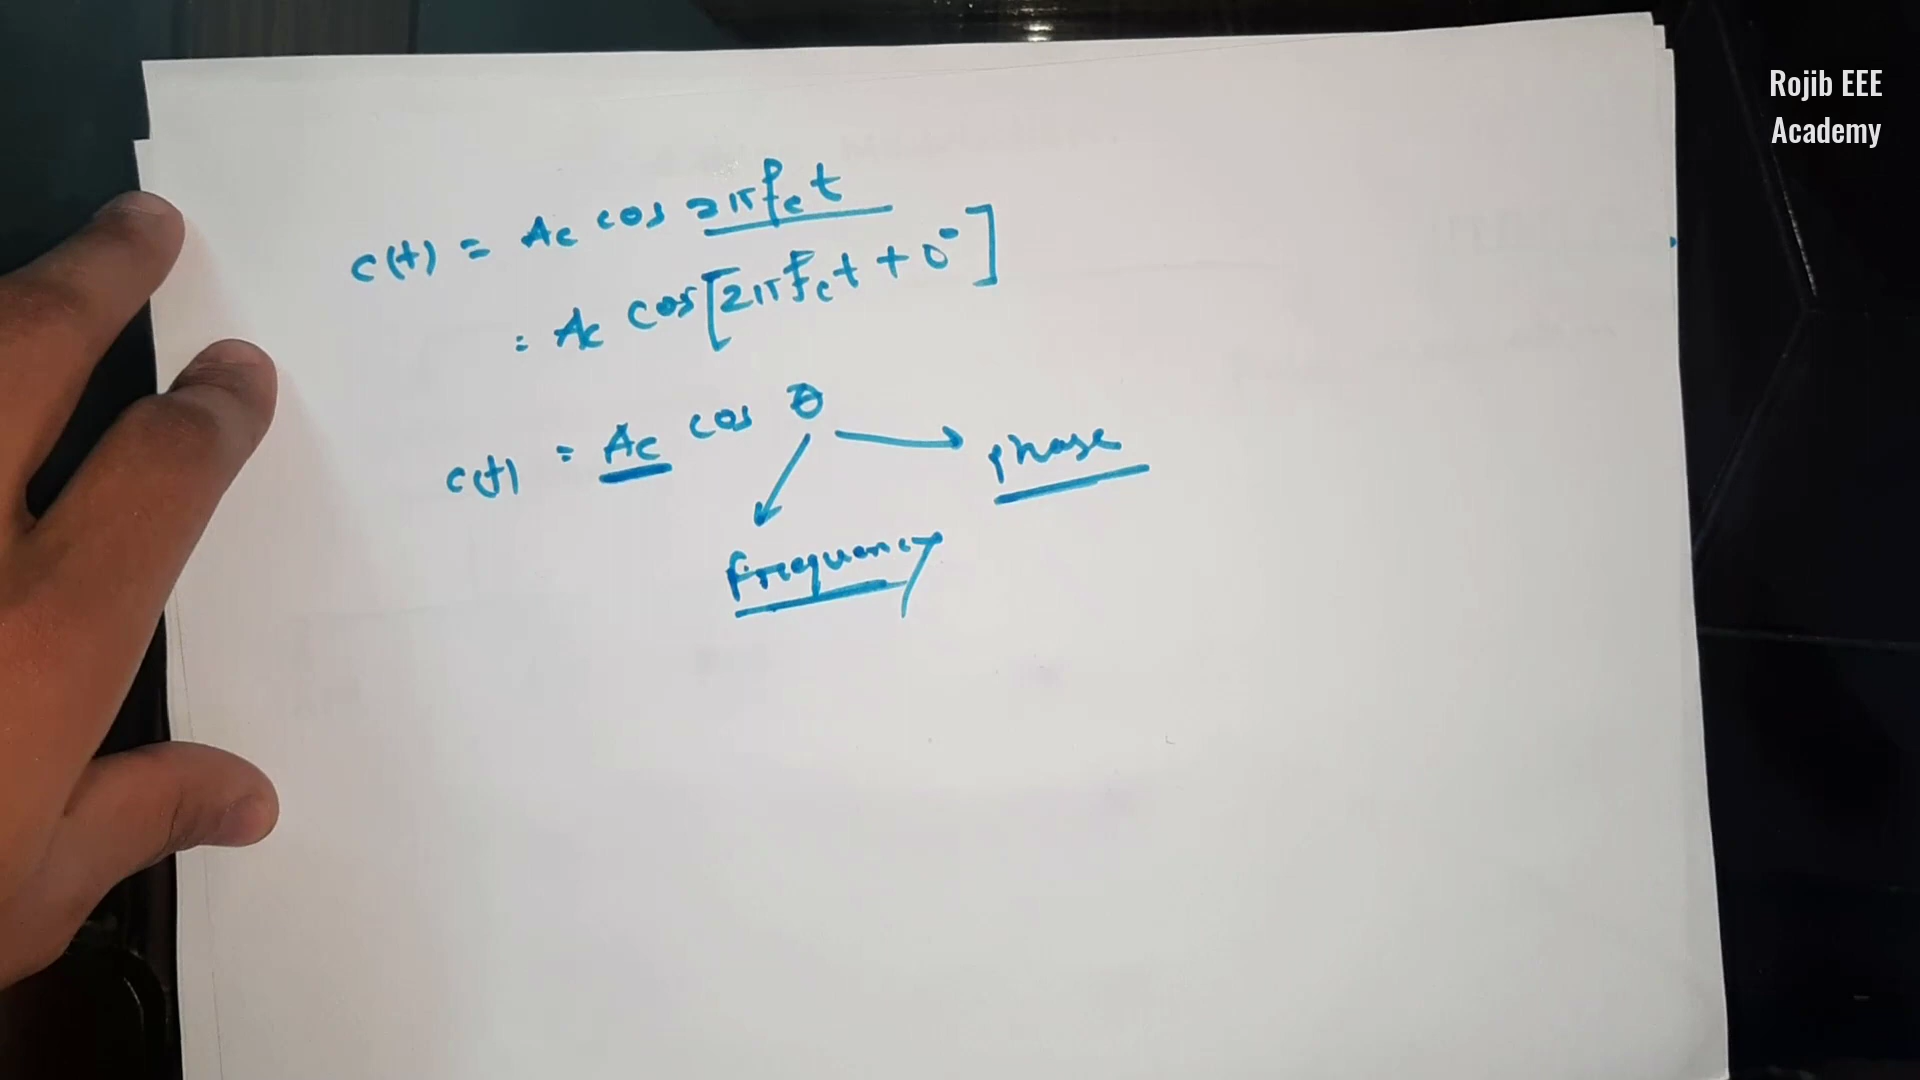 Rojib EEE
Academy
c(t) = Ac cos 2πfct
= Ac cos[2πfct + 0°]
c(t) = Ac cos θ
phase
frequency